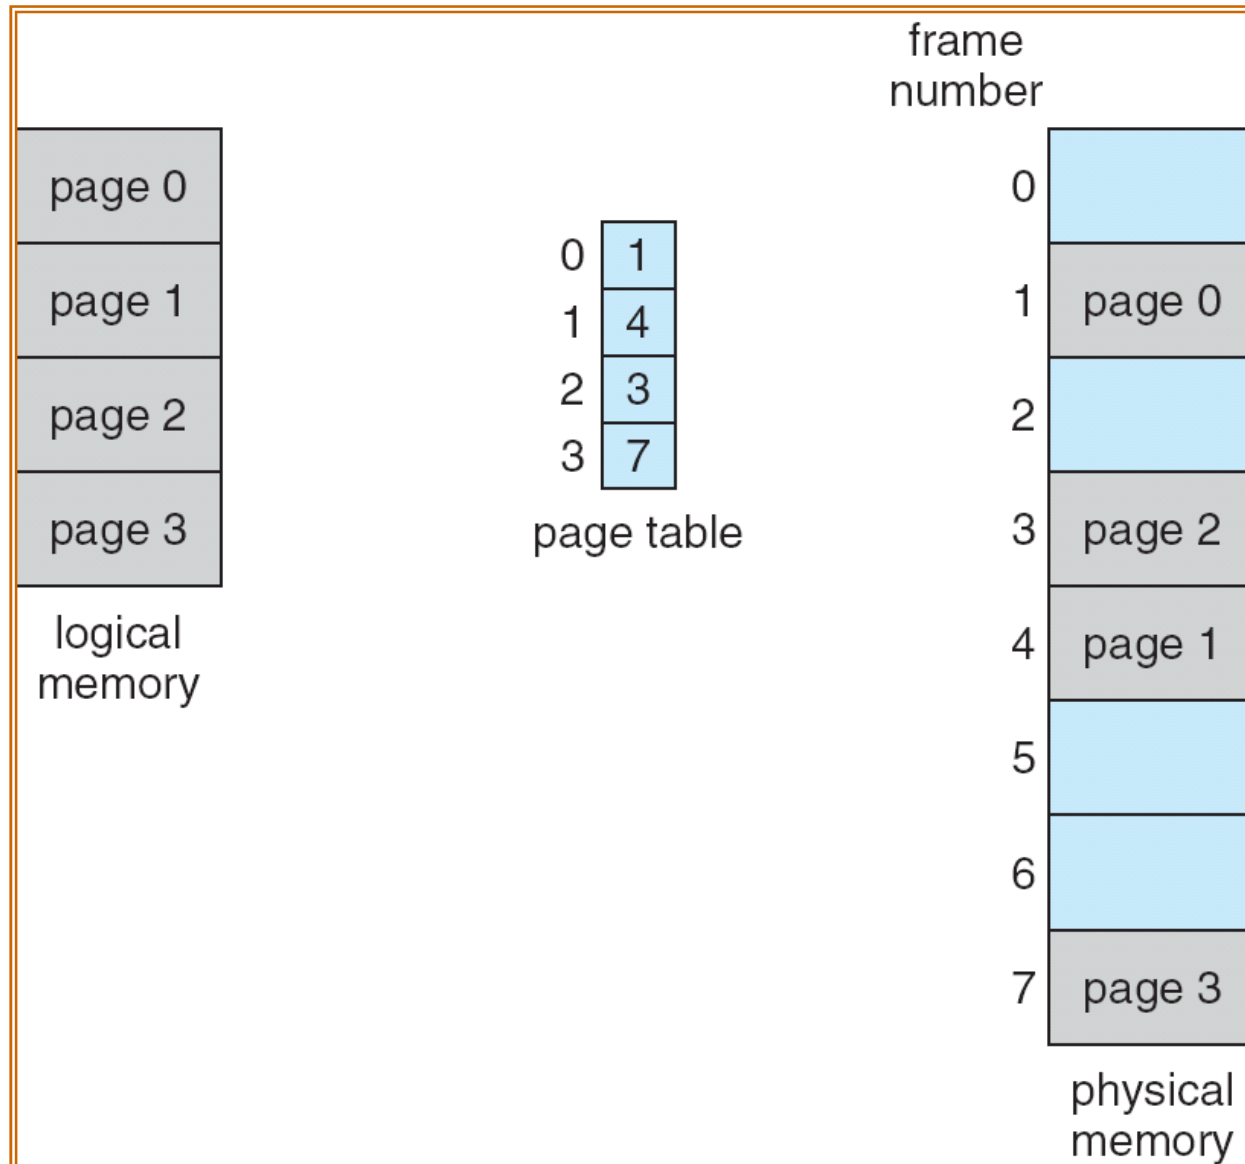 page 0
page 1
page 2
page 3
logical
memory
0 1
1 4
2 3
3 7
page table
frame
number
0
1 page 0
2
3 page 2
4 page 1
5
6
7 page 3
physical
memory